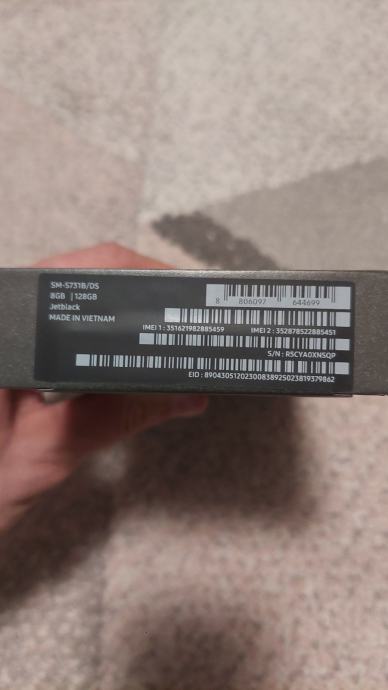 SM-S731B/DS
8GB | 128GB
Jetblack
MADE IN VIETNAM
8 806097 644699
IMEI 1 : 351621982885459 IMEI 2 : 352878522885451
S/N : R5CYA0XNSQP
EID : 89043051202300838925023819379862